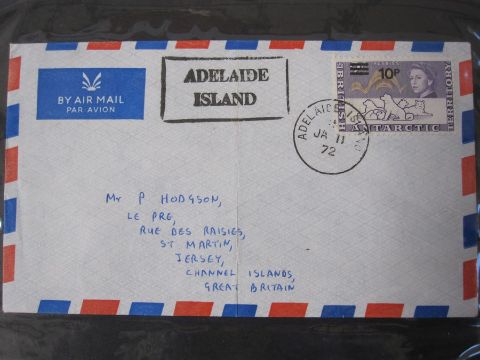 BY AIR MAIL
PAR AVION
ADELAIDE
ISLAND
10P
BRITISH
ANTARCTIC
TERRITORY
ADELAIDE ISLAND
JA 11
72
Mr P HODGSON,
LE PRE,
RUE DES RAISIES,
ST MARTIN,
JERSEY,
CHANNEL ISLANDS,
GREAT BRITAIN